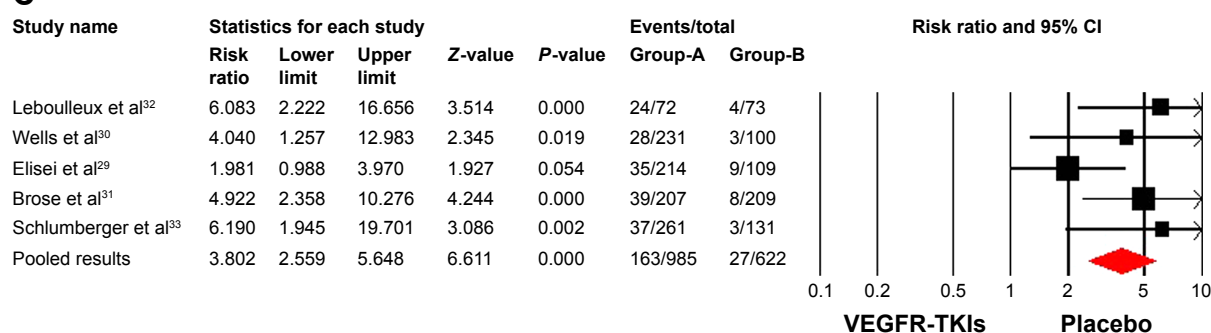 Study name Statistics for each study Events/total Risk ratio and 95% CI
Risk ratio Lower limit Upper limit Z-value P-value Group-A Group-B
Leboulleux et al32 6.083 2.222 16.656 3.514 0.000 24/72 4/73
Wells et al30 4.040 1.257 12.983 2.345 0.019 28/231 3/100
Elisei et al29 1.981 0.988 3.970 1.927 0.054 35/214 9/109
Brose et al31 4.922 2.358 10.276 4.244 0.000 39/207 8/209
Schlumberger et al33 6.190 1.945 19.701 3.086 0.002 37/261 3/131
Pooled results 3.802 2.559 5.648 6.611 0.000 163/985 27/622
0.1 0.2 0.5 1 2 5 10
VEGFR-TKIs Placebo